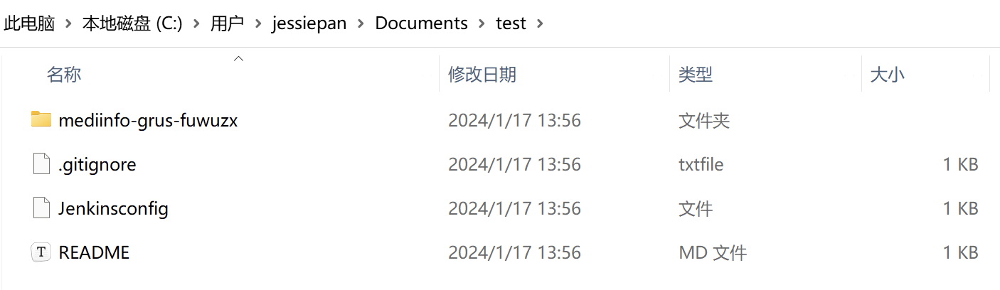 此电脑 > 本地磁盘 (C:) > 用户 > jessiepan > Documents > test >
名称 修改日期 类型 大小
mediinfo-grus-fuwuzx 2024/1/17 13:56 文件夹
.gitignore 2024/1/17 13:56 txtfile 1 KB
Jenkinsconfig 2024/1/17 13:56 文件 1 KB
README 2024/1/17 13:56 MD 文件 1 KB